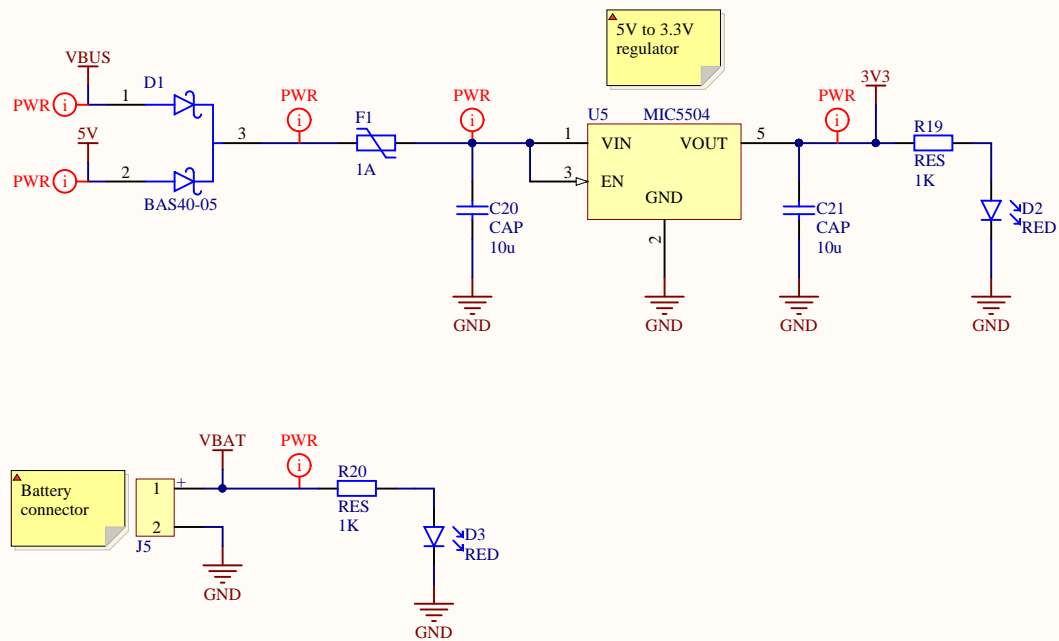 5V to 3.3V
regulator
VBUS
D1
PWR
i
1
5V
3
PWR
i
2
BAS40-05
PWR
i
F1
1A
PWR
i
C20
CAP
10u
GND
U5
MIC5504
1
VIN
VOUT
5
3
EN
GND
2
GND
PWR
i
3V3
C21
CAP
10u
GND
R19
RES
1K
D2
RED
GND
Battery
connector
1
+
2
J5
VBAT
GND
PWR
i
R20
RES
1K
D3
RED
GND